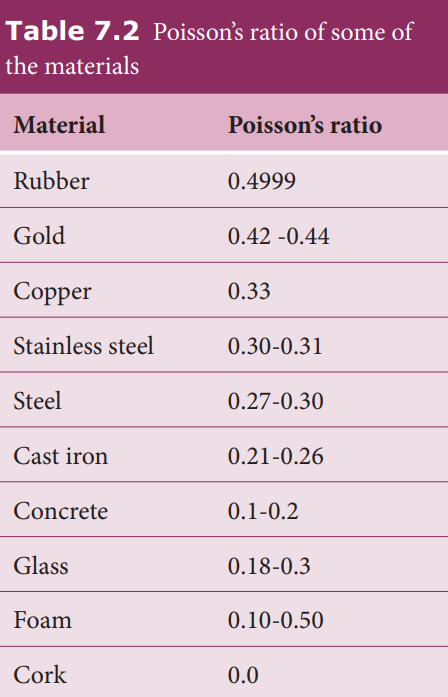 Table 7.2 Poisson’s ratio of some of
the materials
Material Poisson’s ratio
Rubber 0.4999
Gold 0.42 -0.44
Copper 0.33
Stainless steel 0.30-0.31
Steel 0.27-0.30
Cast iron 0.21-0.26
Concrete 0.1-0.2
Glass 0.18-0.3
Foam 0.10-0.50
Cork 0.0